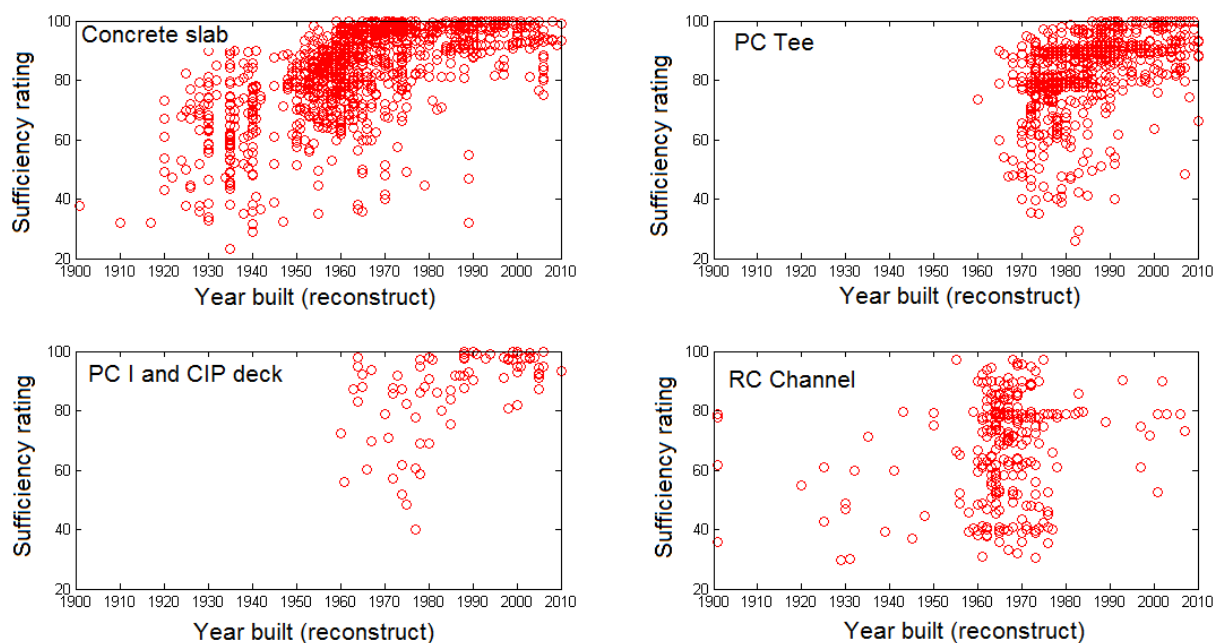 Concrete slab
Sufficiency rating
100
80
60
40
20
1900 1910 1920 1930 1940 1950 1960 1970 1980 1990 2000 2010
Year built (reconstruct)
PC Tee
Sufficiency rating
100
80
60
40
20
1900 1910 1920 1930 1940 1950 1960 1970 1980 1990 2000 2010
Year built (reconstruct)
PC I and CIP deck
Sufficiency rating
100
80
60
40
20
1900 1910 1920 1930 1940 1950 1960 1970 1980 1990 2000 2010
Year built (reconstruct)
RC Channel
Sufficiency rating
100
80
60
40
20
1900 1910 1920 1930 1940 1950 1960 1970 1980 1990 2000 2010
Year built (reconstruct)